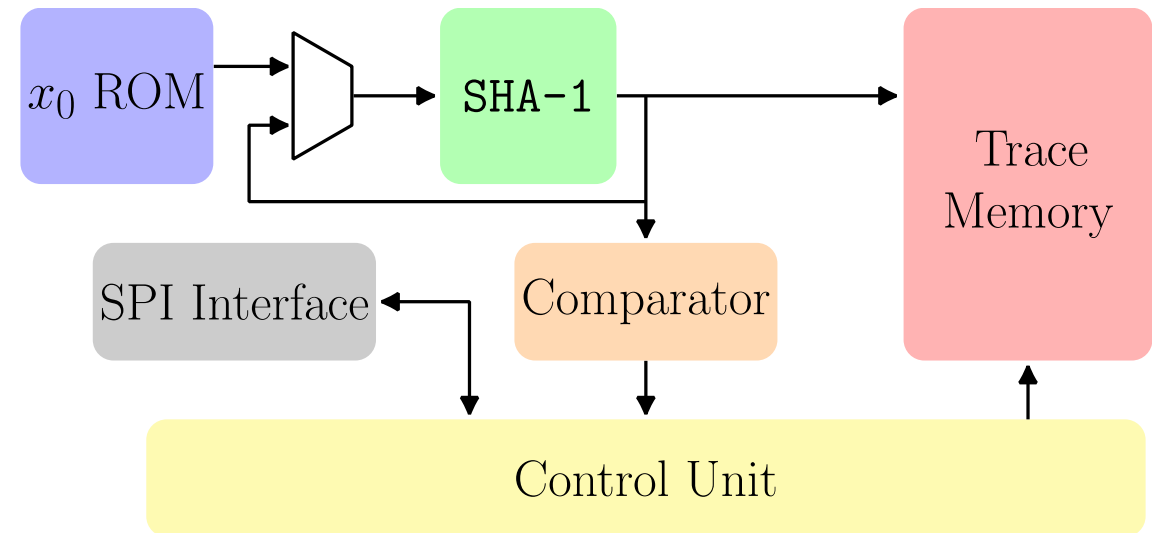 x₀ ROM
SHA-1
Trace
Memory
SPI Interface
Comparator
Control Unit